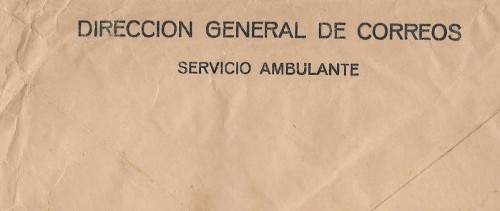 DIRECCION GENERAL DE CORREOS
SERVICIO AMBULANTE